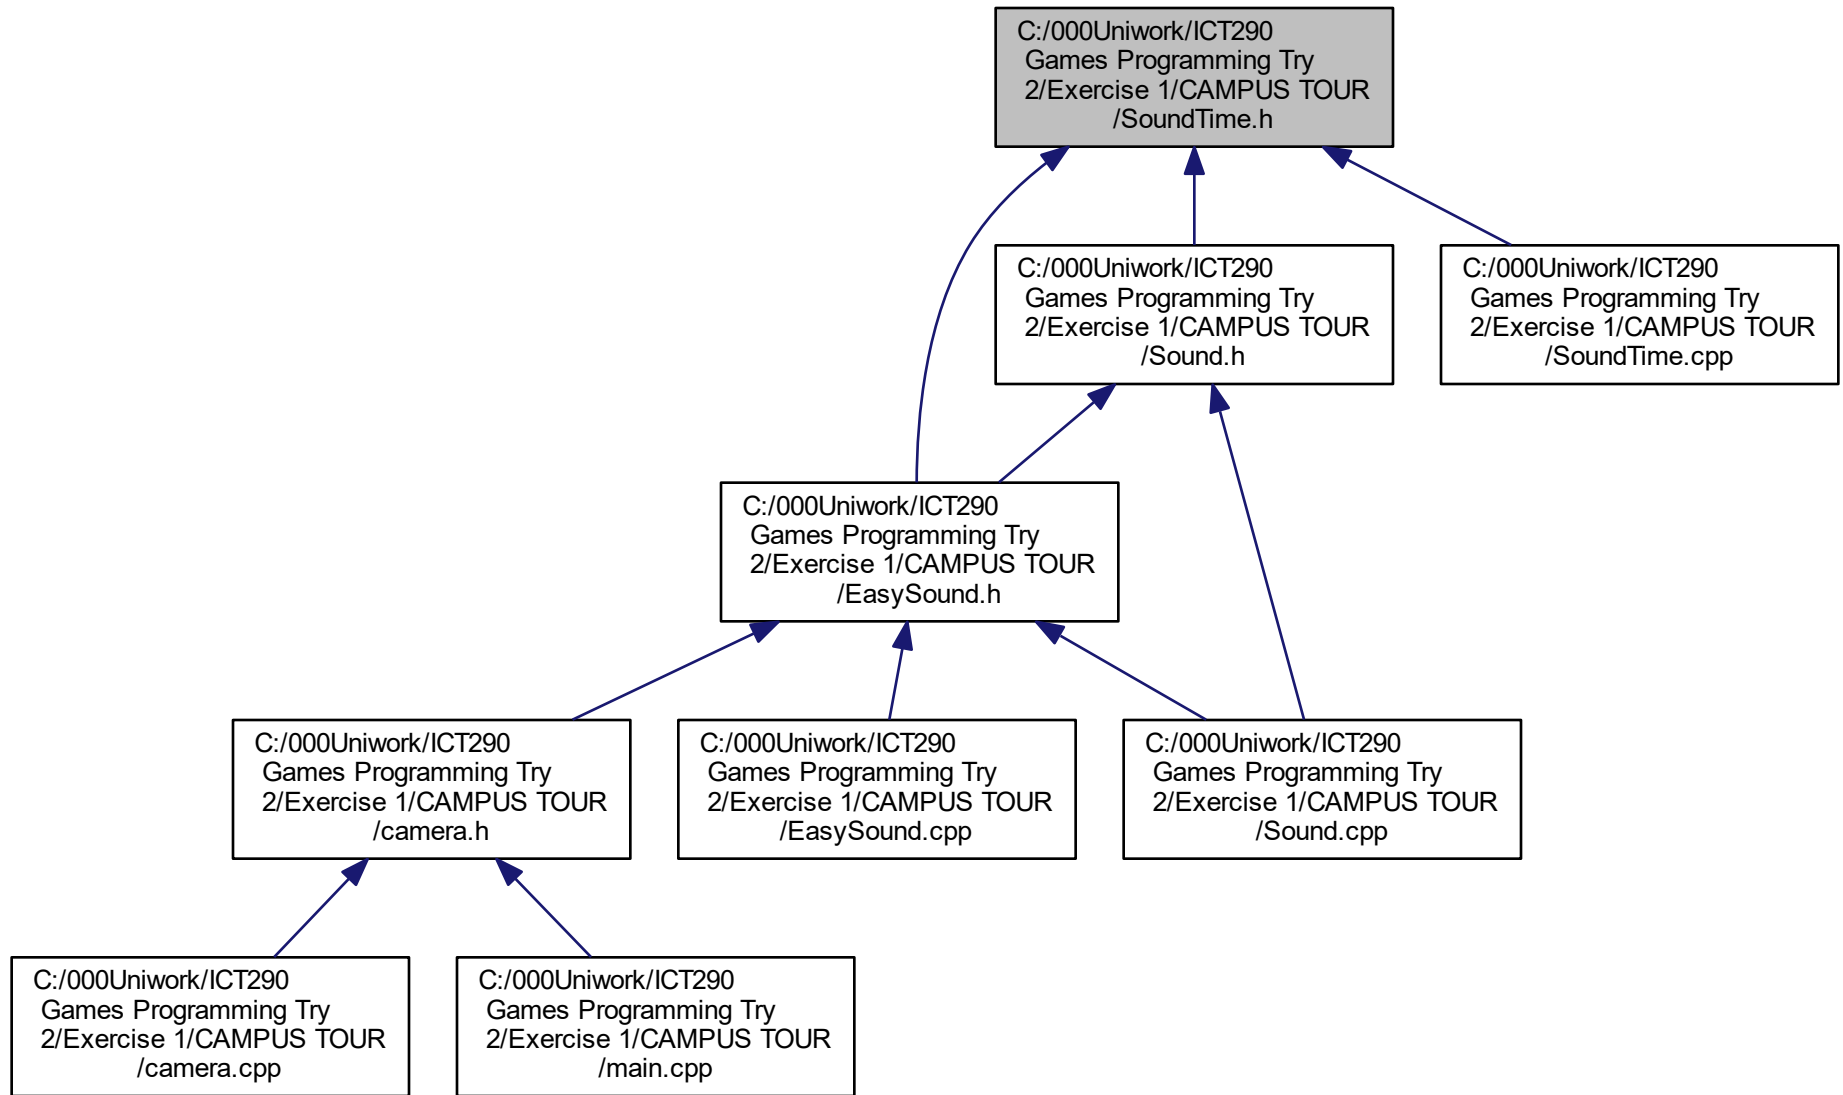 C:/000Uniwork/ICT290
Games Programming Try
2/Exercise 1/CAMPUS TOUR
/SoundTime.h
C:/000Uniwork/ICT290
Games Programming Try
2/Exercise 1/CAMPUS TOUR
/Sound.h
C:/000Uniwork/ICT290
Games Programming Try
2/Exercise 1/CAMPUS TOUR
/SoundTime.cpp
C:/000Uniwork/ICT290
Games Programming Try
2/Exercise 1/CAMPUS TOUR
/EasySound.h
C:/000Uniwork/ICT290
Games Programming Try
2/Exercise 1/CAMPUS TOUR
/camera.h
C:/000Uniwork/ICT290
Games Programming Try
2/Exercise 1/CAMPUS TOUR
/EasySound.cpp
C:/000Uniwork/ICT290
Games Programming Try
2/Exercise 1/CAMPUS TOUR
/Sound.cpp
C:/000Uniwork/ICT290
Games Programming Try
2/Exercise 1/CAMPUS TOUR
/camera.cpp
C:/000Uniwork/ICT290
Games Programming Try
2/Exercise 1/CAMPUS TOUR
/main.cpp